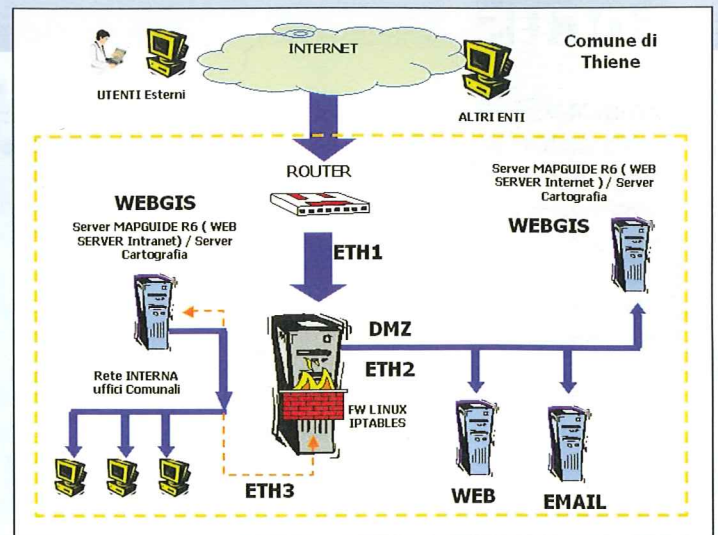 INTERNET
Comune di
Thiene
UTENTI Esterni
ALTRI ENTI
ROUTER
WEBGIS
Server MAPGUIDE R6 ( WEB
SERVER Intranet) / Server
Cartografia
Server MAPGUIDE R6 ( WEB
SERVER Internet ) / Server
Cartografia
WEBGIS
ETH1
DMZ
ETH2
Rete INTERNA
uffici Comunali
FW LINUX
IPTABLES
ETH3
WEB
EMAIL